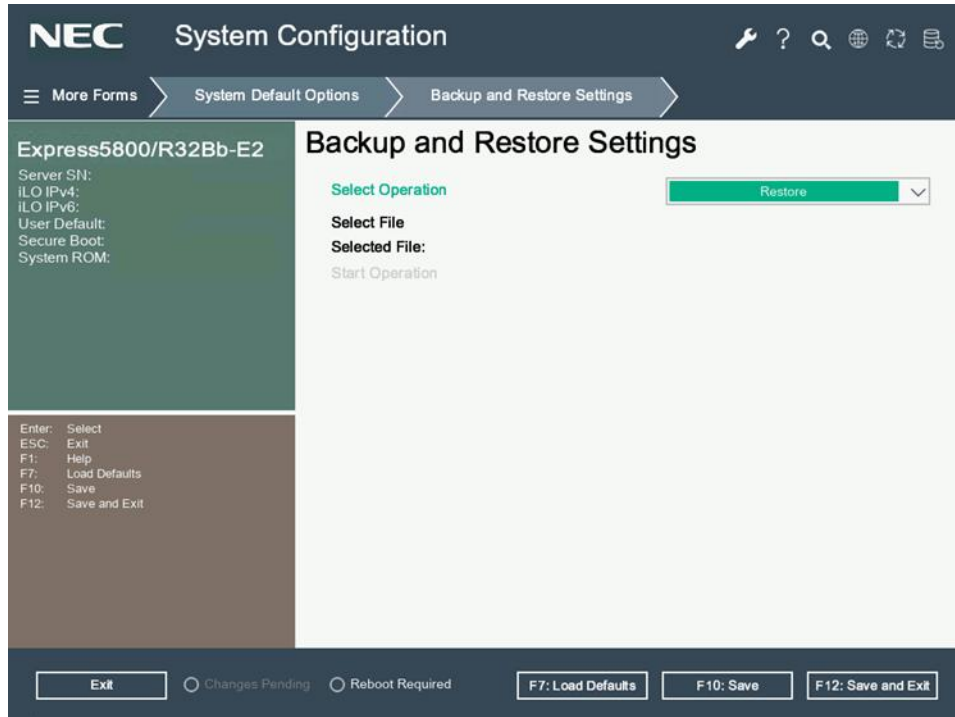 NEC System Configuration
?
More Forms System Default Options Backup and Restore Settings
Express5800/R32Bb-E2
Server SN:
iLO IPv4:
iLO IPv6:
User Default:
Secure Boot:
System ROM:
Backup and Restore Settings
Select Operation Restore
Select File
Selected File:
Start Operation
Enter: Select
ESC: Exit
F1: Help
F7: Load Defaults
F10: Save
F12: Save and Exit
Exit Changes Pending Reboot Required F7: Load Defaults F10: Save F12: Save and Exit